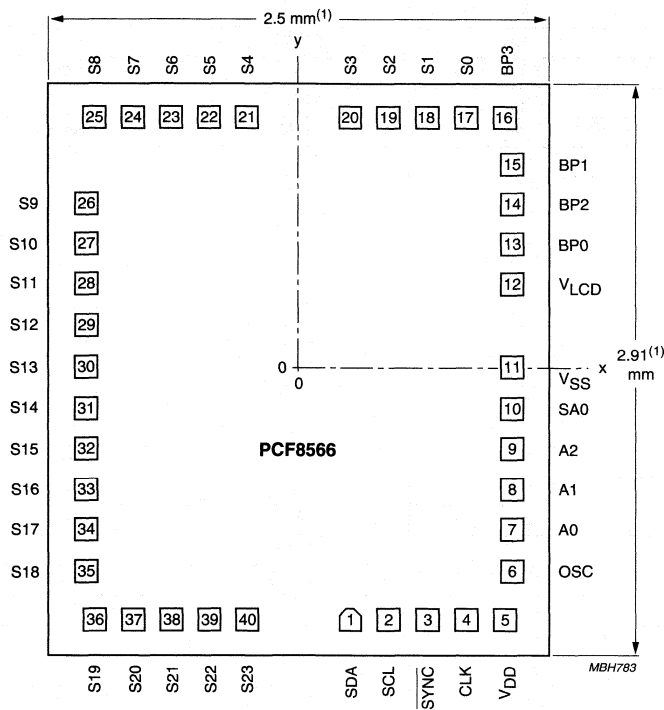 2.5 mm(1)
y
S8 S7 S6 S5 S4 S3 S2 S1 S0 BP3
25 24 23 22 21 20 19 18 17 16
15 BP1
S9 26 14 BP2
S10 27 13 BP0
S11 28 12 VLCD
S12 29
S13 30 0 11 x 2.91(1)
0 VSS mm
S14 31 10 SA0
S15 32 PCF8566 9 A2
S16 33 8 A1
S17 34 7 A0
S18 35 6 OSC
36 37 38 39 40 1 2 3 4 5
S19 S20 S21 S22 S23 SDA SCL SYNC CLK VDD
MBH783